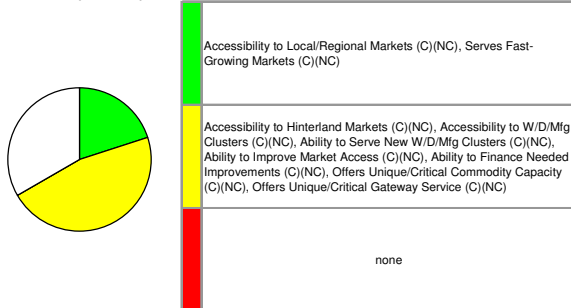 Accessibility to Local/Regional Markets (C)(NC), Serves Fast-
Growing Markets (C)(NC)
Accessibility to Hinterland Markets (C)(NC), Accessibility to W/D/Mfg
Clusters (C)(NC), Ability to Serve New W/D/Mfg Clusters (C)(NC),
Ability to Improve Market Access (C)(NC), Ability to Finance Needed
Improvements (C)(NC), Offers Unique/Critical Commodity Capacity
(C)(NC), Offers Unique/Critical Gateway Service (C)(NC)
none